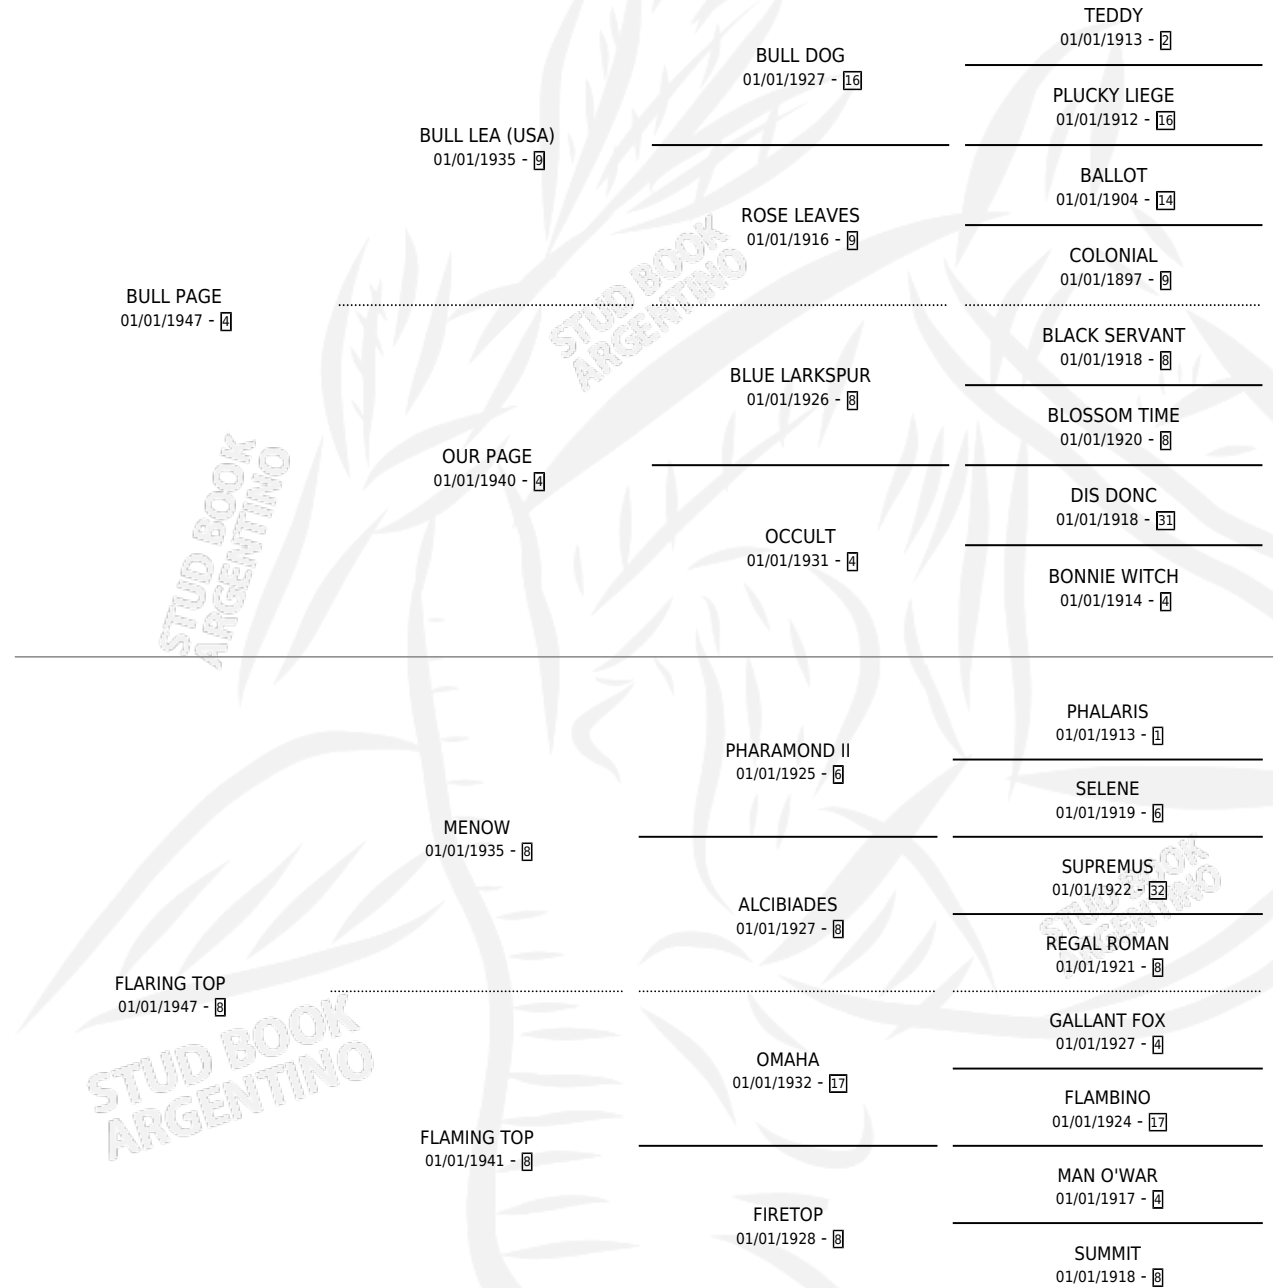 TEDDY
01/01/1913 - 2
BULL DOG
01/01/1927 - 16
PLUCKY LIEGE
01/01/1912 - 16
BULL LEA (USA)
01/01/1935 - 9
BALLOT
01/01/1904 - 14
ROSE LEAVES
01/01/1916 - 9
COLONIAL
01/01/1897 - 9
BULL PAGE
01/01/1947 - 4
BLACK SERVANT
01/01/1918 - 8
BLUE LARKSPUR
01/01/1926 - 8
BLOSSOM TIME
01/01/1920 - 8
OUR PAGE
01/01/1940 - 4
DIS DONC
01/01/1918 - 31
OCCULT
01/01/1931 - 4
BONNIE WITCH
01/01/1914 - 4
PHALARIS
01/01/1913 - 1
PHARAMOND II
01/01/1925 - 6
SELENE
01/01/1919 - 6
MENOW
01/01/1935 - 8
SUPREMUS
01/01/1922 - 32
ALCIBIADES
01/01/1927 - 8
REGAL ROMAN
01/01/1921 - 8
FLARING TOP
01/01/1947 - 8
GALLANT FOX
01/01/1927 - 4
OMAHA
01/01/1932 - 17
FLAMBINO
01/01/1924 - 17
FLAMING TOP
01/01/1941 - 8
MAN O'WAR
01/01/1917 - 4
FIRETOP
01/01/1928 - 8
SUMMIT
01/01/1918 - 8
STUD BOOK
ARGENTINO
STUD BOOK
ARGENTINO
STUD BOOK
ARGENTINO
STUD BOOK
ARGENTINO